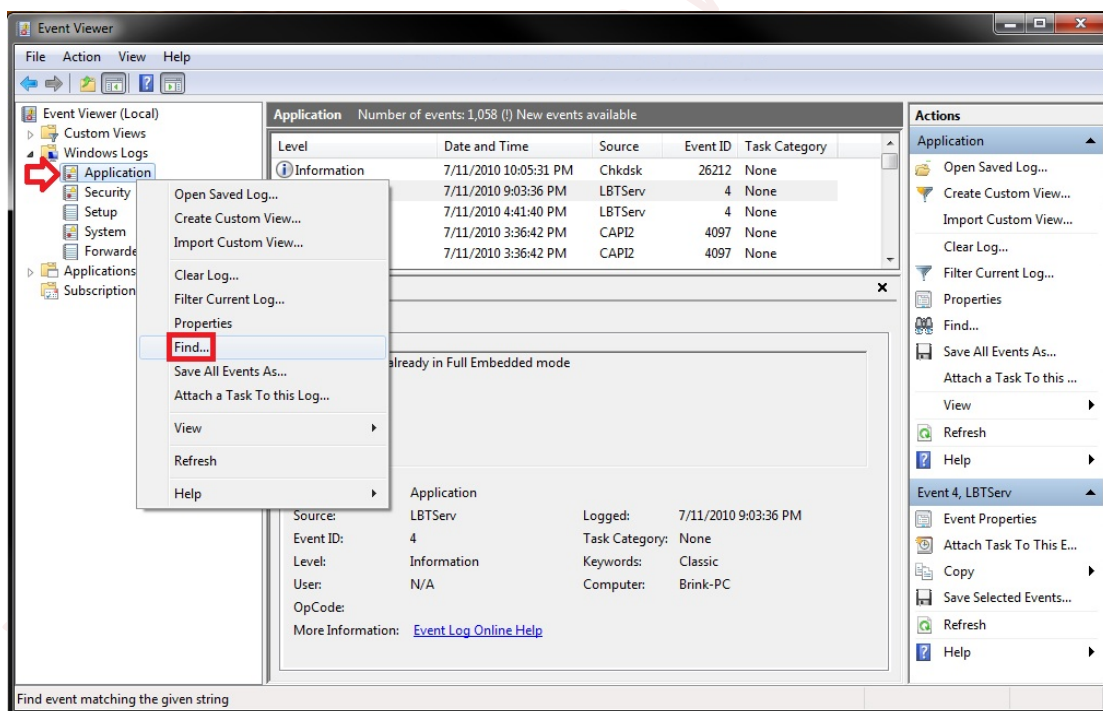 Event Viewer
File Action View Help
Event Viewer (Local)
Custom Views
Windows Logs
Application
Security
Setup
System
Forwarde
Applications
Subscription
Open Saved Log...
Create Custom View...
Import Custom View...
Clear Log...
Filter Current Log...
Properties
Find...
Save All Events As...
Attach a Task To this Log...
View
Refresh
Help
Application Number of events: 1,058 (!) New events available
Level Date and Time Source Event ID Task Category
Information 7/11/2010 10:05:31 PM Chkdsk 26212 None
7/11/2010 9:03:36 PM LBTServ 4 None
7/11/2010 4:41:40 PM LBTServ 4 None
7/11/2010 3:36:42 PM CAPI2 4097 None
7/11/2010 3:36:42 PM CAPI2 4097 None
already in Full Embedded mode
Application
Source: LBTServ Logged: 7/11/2010 9:03:36 PM
Event ID: 4 Task Category: None
Level: Information Keywords: Classic
User: N/A Computer: Brink-PC
OpCode:
More Information: Event Log Online Help
Actions
Application
Open Saved Log...
Create Custom View...
Import Custom View...
Clear Log...
Filter Current Log...
Properties
Find...
Save All Events As...
Attach a Task To this ...
View
Refresh
Help
Event 4, LBTServ
Event Properties
Attach Task To This E...
Copy
Save Selected Events...
Refresh
Help
Find event matching the given string